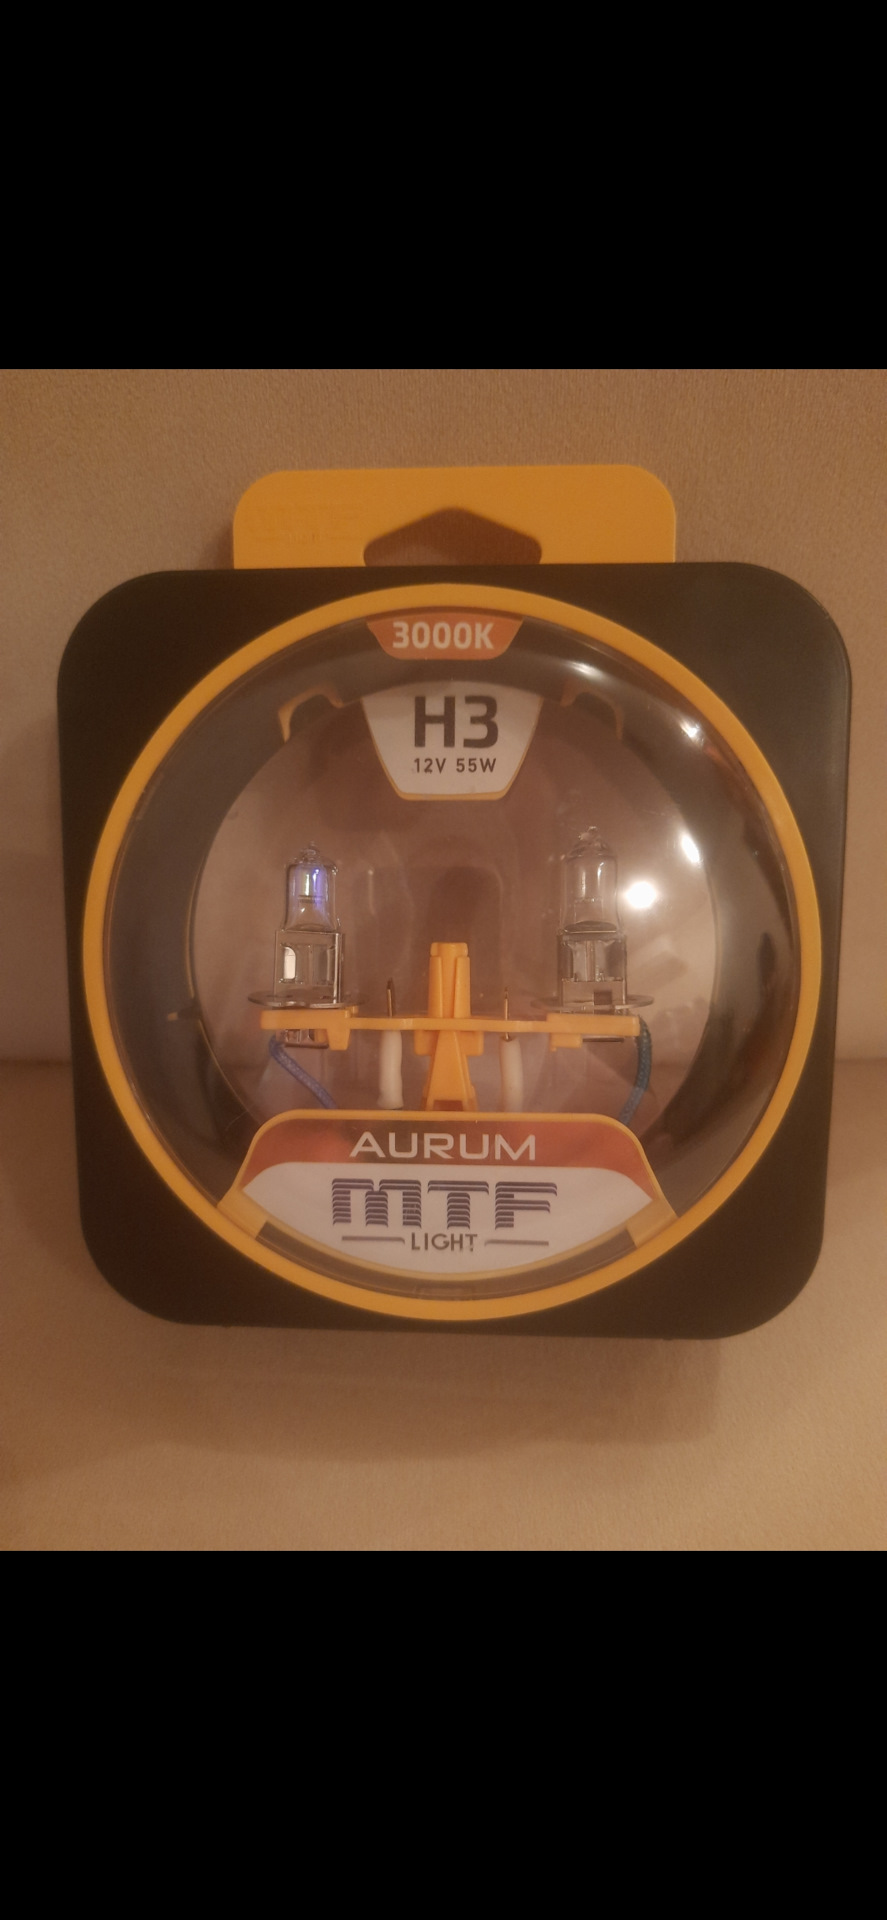 3000K
H3
12V 55W
AURUM
MTF
LIGHT